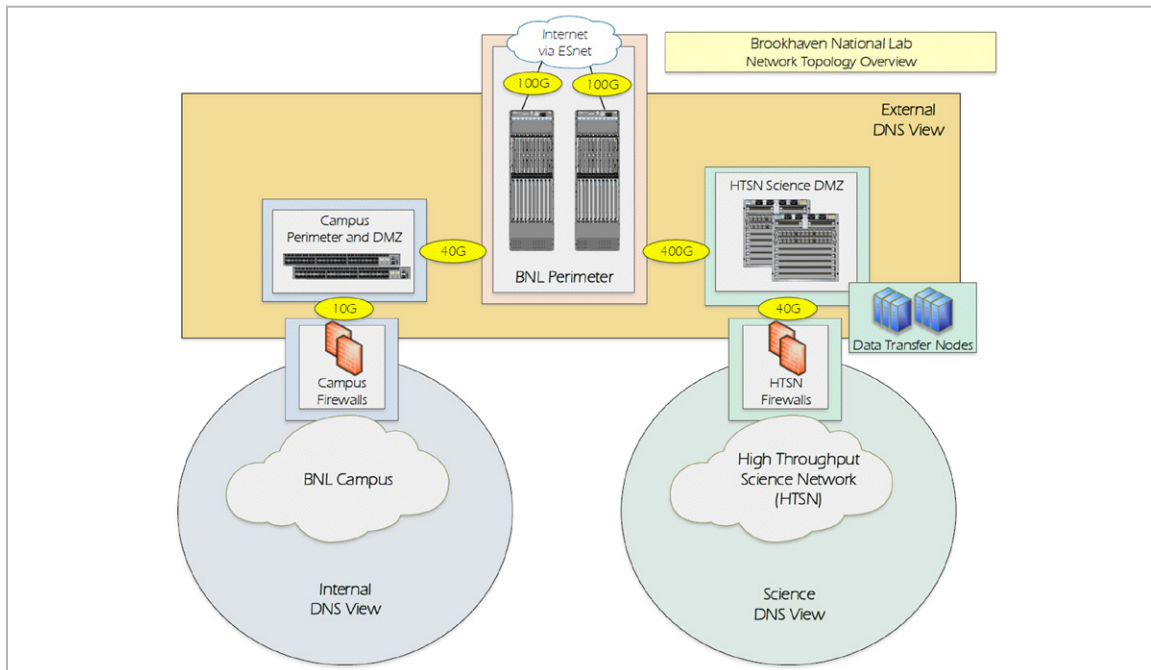 Internet
via ESnet
Brookhaven National Lab
Network Topology Overview
100G
100G
External
DNS View
HTSN Science DMZ
Campus
Perimeter and DMZ
40G
400G
BNL Perimeter
10G
40G
Data Transfer Nodes
Campus
Firewalls
HTSN
Firewalls
BNL Campus
High Throughput
Science Network
(HTSN)
Internal
DNS View
Science
DNS View